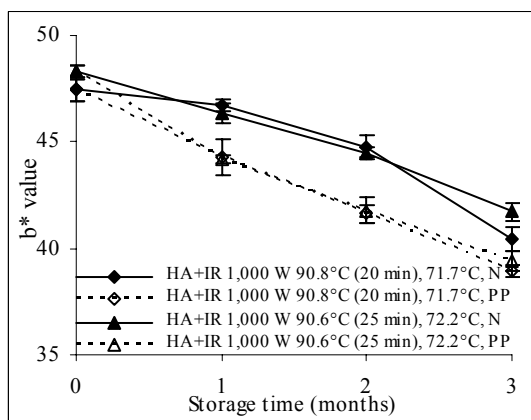 50
45
40
35
b* value
HA+IR 1,000 W 90.8°C (20 min), 71.7°C, N
HA+IR 1,000 W 90.8°C (20 min), 71.7°C, PP
HA+IR 1,000 W 90.6°C (25 min), 72.2°C, N
HA+IR 1,000 W 90.6°C (25 min), 72.2°C, PP
0 1 2 3
Storage time (months)